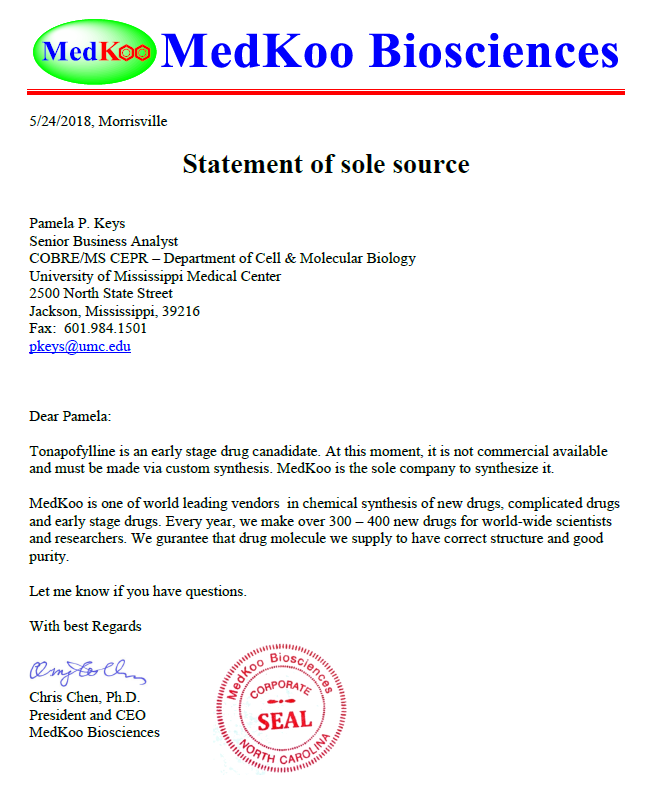 MedKoo MedKoo Biosciences
5/24/2018, Morrisville
Statement of sole source
Pamela P. Keys
Senior Business Analyst
COBRE/MS CEPR – Department of Cell & Molecular Biology
University of Mississippi Medical Center
2500 North State Street
Jackson, Mississippi, 39216
Fax:  601.984.1501
pkeys@umc.edu
Dear Pamela:
Tonapofylline is an early stage drug canadidate. At this moment, it is not commercial available
and must be made via custom synthesis. MedKoo is the sole company to synthesize it.
MedKoo is one of world leading vendors  in chemical synthesis of new drugs, complicated drugs
and early stage drugs. Every year, we make over 300 – 400 new drugs for world-wide scientists
and researchers. We gurantee that drug molecule we supply to have correct structure and good
purity.
Let me know if you have questions.
With best Regards
Chris Chen, Ph.D.
President and CEO
MedKoo Biosciences
MedKoo Biosciences
CORPORATE
SEAL
NORTH CAROLINA